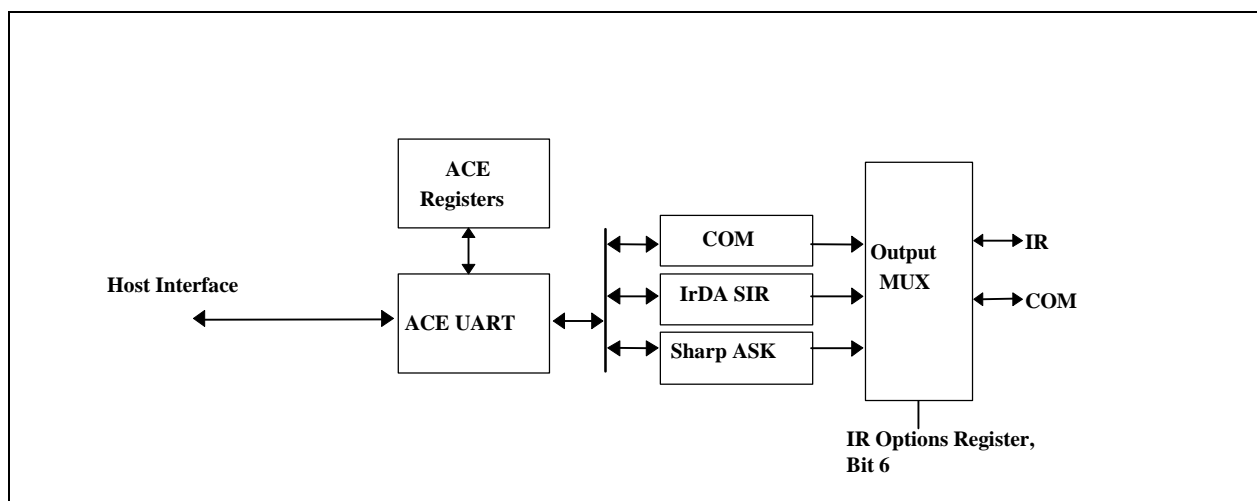 ACE
Registers
Host Interface
ACE UART
COM
IrDA SIR
Sharp ASK
Output
MUX
IR
COM
IR Options Register,
Bit 6